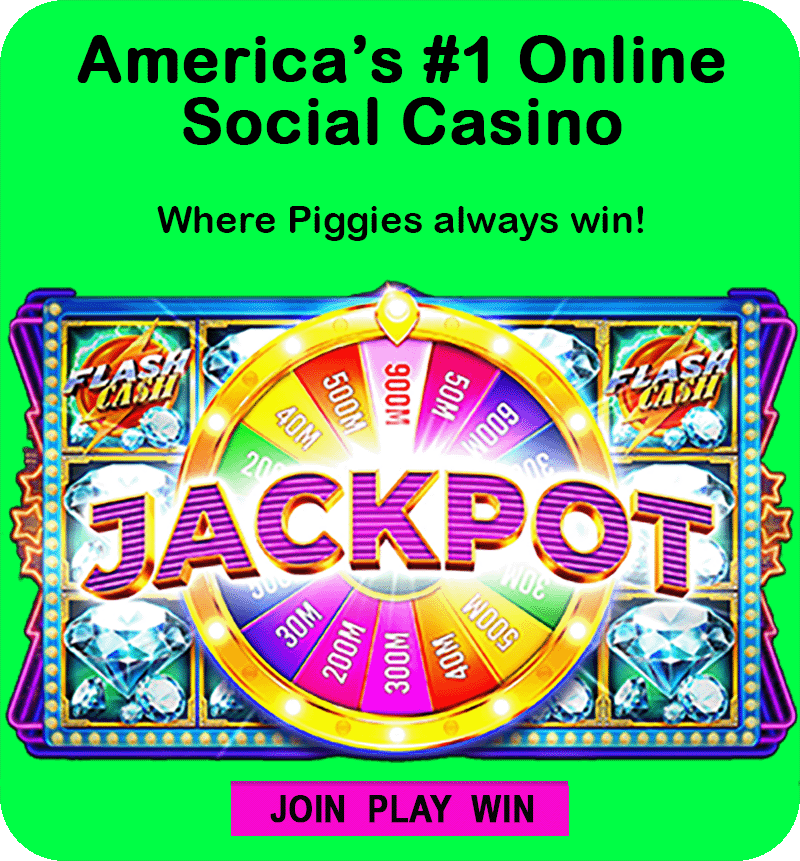 America’s #1 Online
Social Casino
Where Piggies always win!
FLASH
CASH
FLASH
CASH
900M
500M
50M
40M
600M
JACKPOT
30M
30M
500M
200M
40M
300M
JOIN PLAY WIN